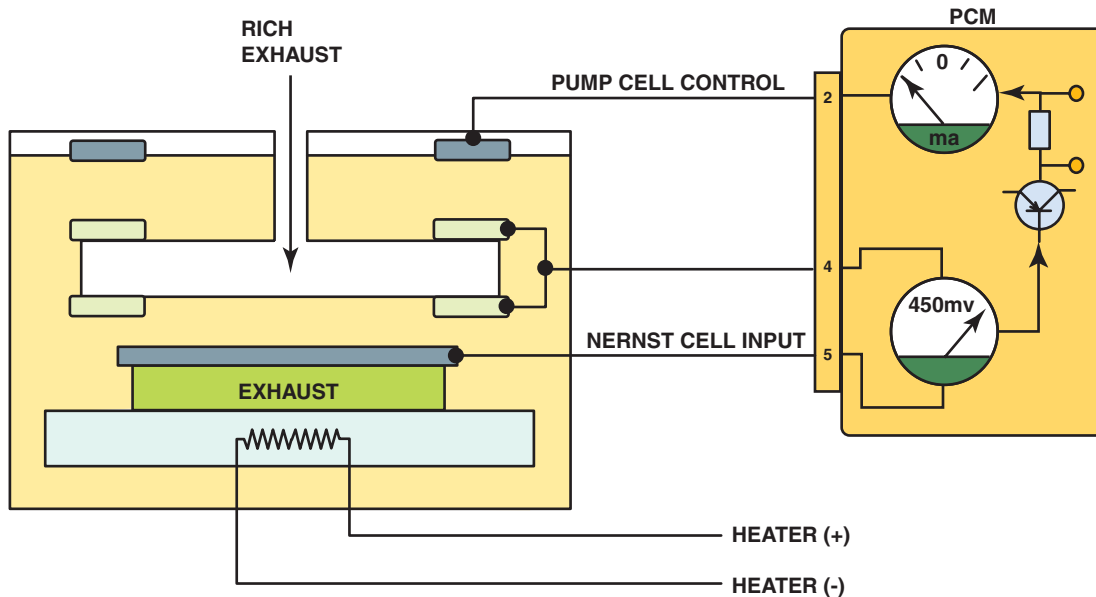 PCM
RICH
EXHAUST
0
PUMP CELL CONTROL
2
ma
4
450mv
NERNST CELL INPUT
5
EXHAUST
HEATER (+)
HEATER (-)